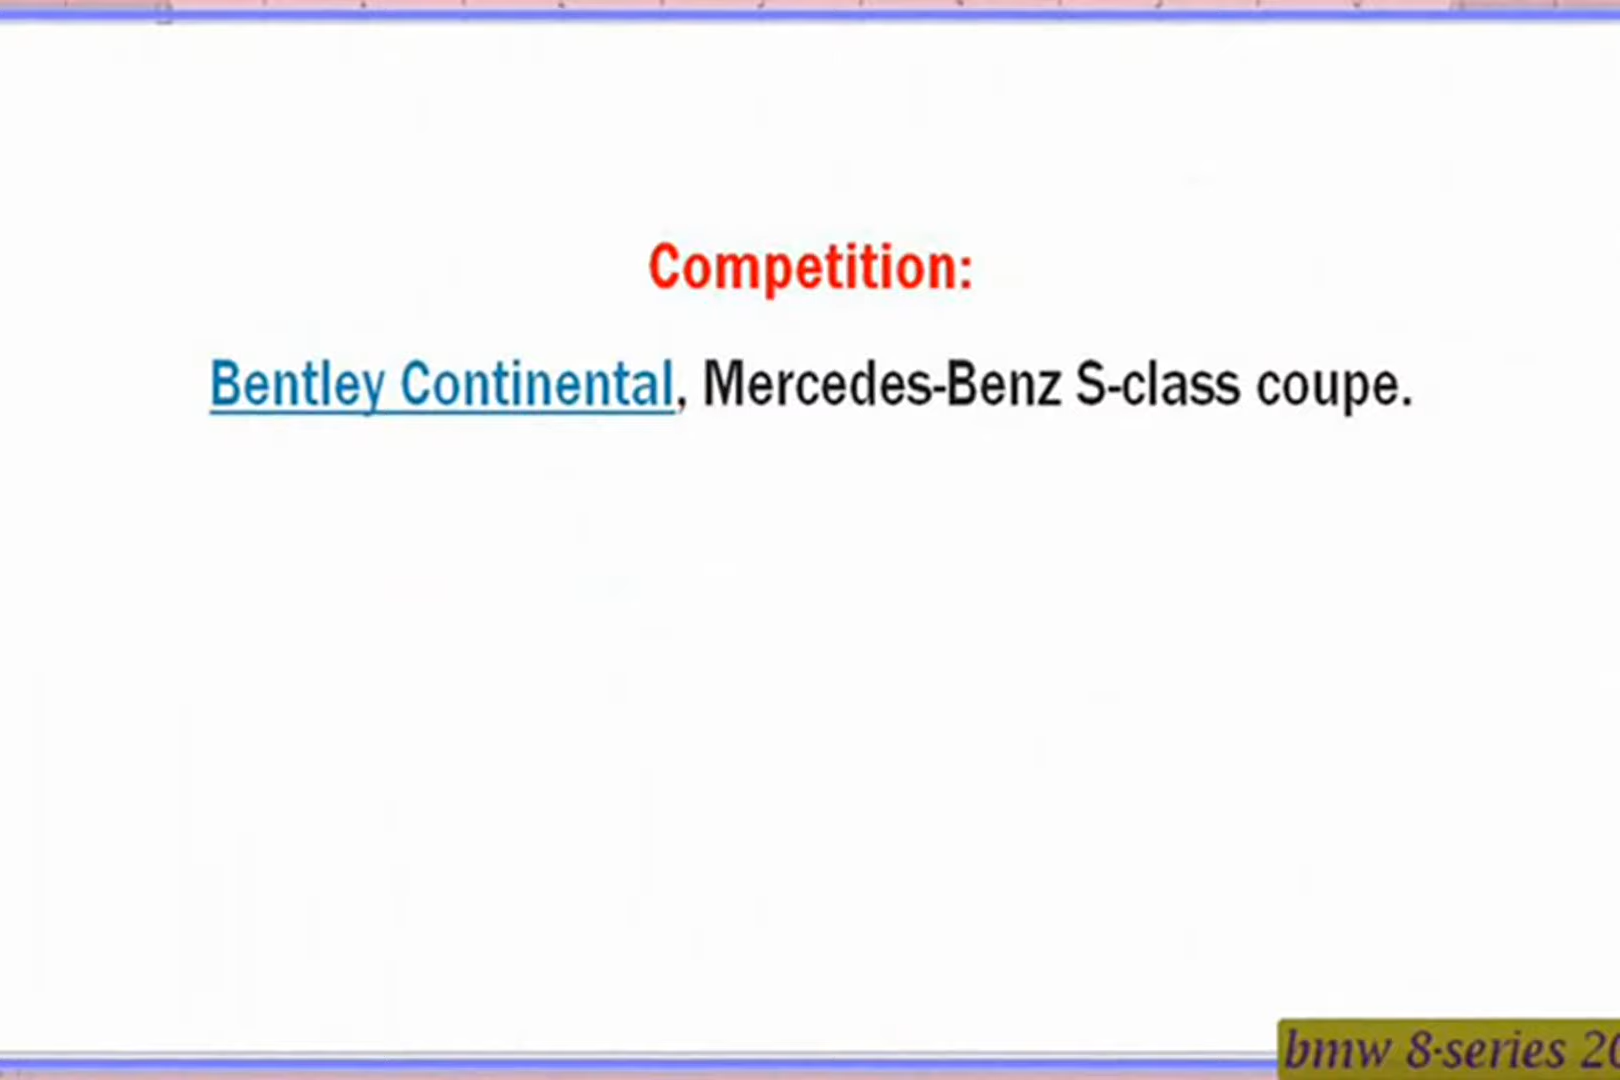 Competition:
Bentley Continental, Mercedes-Benz S-class coupe.
bmw 8-series